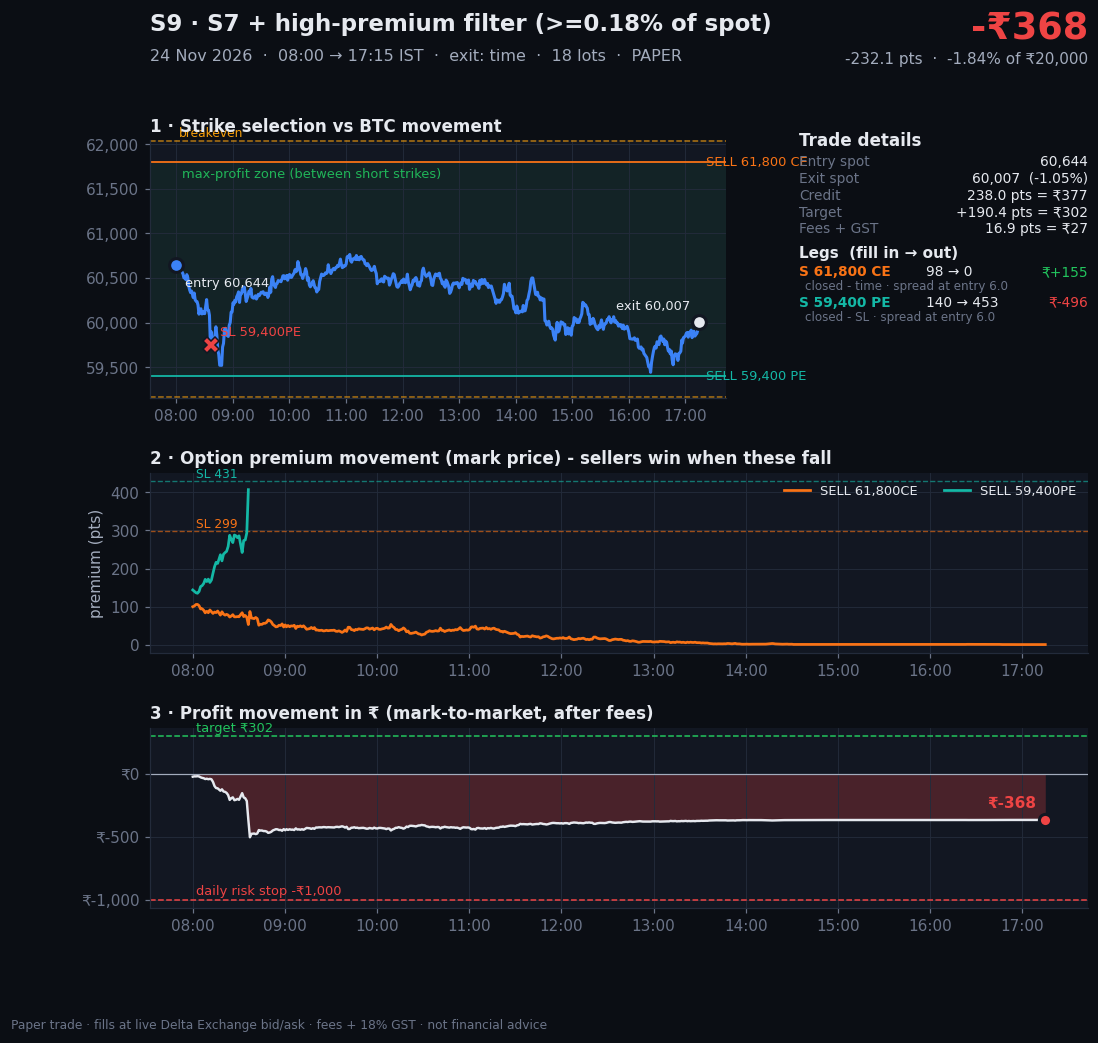 S9 · S7 + high-premium filter (>=0.18% of spot)
-₹368
24 Nov 2026 · 08:00 → 17:15 IST · exit: time · 18 lots · PAPER
-232.1 pts · -1.84% of ₹20,000
1 · Strike selection vs BTC movement
breakeven
62,000
61,500
61,000
60,500
60,000
59,500
SELL 61,800 CE
max-profit zone (between short strikes)
entry 60,644
exit 60,007
SL 59,400PE
SELL 59,400 PE
08:00 09:00 10:00 11:00 12:00 13:00 14:00 15:00 16:00 17:00
Trade details
Entry spot 60,644
Exit spot 60,007 (-1.05%)
Credit 238.0 pts = ₹377
Target +190.4 pts = ₹302
Fees + GST 16.9 pts = ₹27
Legs (fill in → out)
S 61,800 CE 98 → 0 ₹+155
closed - time · spread at entry 6.0
S 59,400 PE 140 → 453 ₹-496
closed - SL · spread at entry 6.0
2 · Option premium movement (mark price) - sellers win when these fall
SL 431
SELL 61,800CE SELL 59,400PE
SL 299
premium (pts)
400
300
200
100
0
08:00 09:00 10:00 11:00 12:00 13:00 14:00 15:00 16:00 17:00
3 · Profit movement in ₹ (mark-to-market, after fees)
target ₹302
₹0
₹-500
₹-1,000
₹-368
daily risk stop -₹1,000
08:00 09:00 10:00 11:00 12:00 13:00 14:00 15:00 16:00 17:00
Paper trade · fills at live Delta Exchange bid/ask · fees + 18% GST · not financial advice